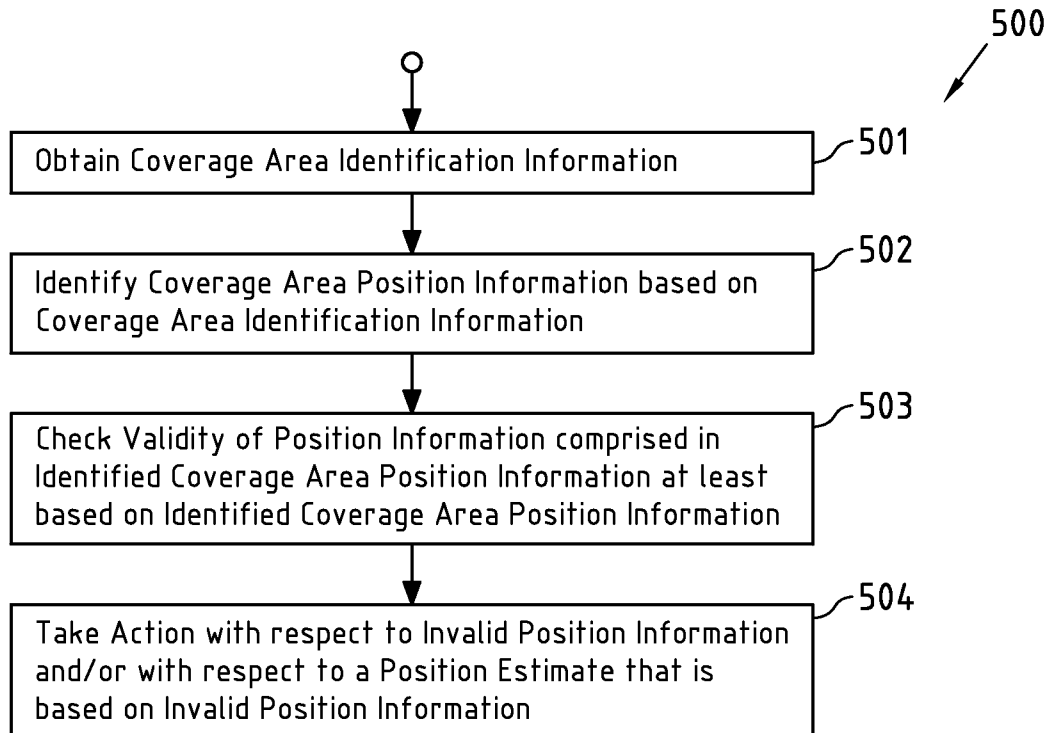 500
501
Obtain Coverage Area Identification Information
502
Identify Coverage Area Position Information based on
Coverage Area Identification Information
503
Check Validity of Position Information comprised in
Identified Coverage Area Position Information at least
based on Identified Coverage Area Position Information
504
Take Action with respect to Invalid Position Information
and/or with respect to a Position Estimate that is
based on Invalid Position Information